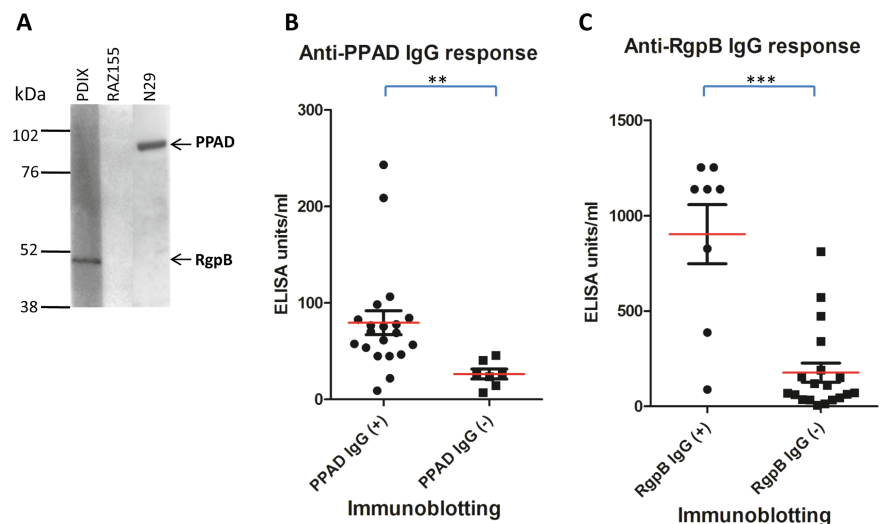 A
PDIX
RAZ155
N29
kDa
102
76
52
38
PPAD
RgpB
B
Anti-PPAD IgG response
**
300
200
100
0
ELISA units/ml
PPAD IgG (+)
PPAD IgG (-)
Immunoblotting
C
Anti-RgpB IgG response
***
1500
1000
500
0
ELISA units/ml
RgpB IgG (+)
RgpB IgG (-)
Immunoblotting